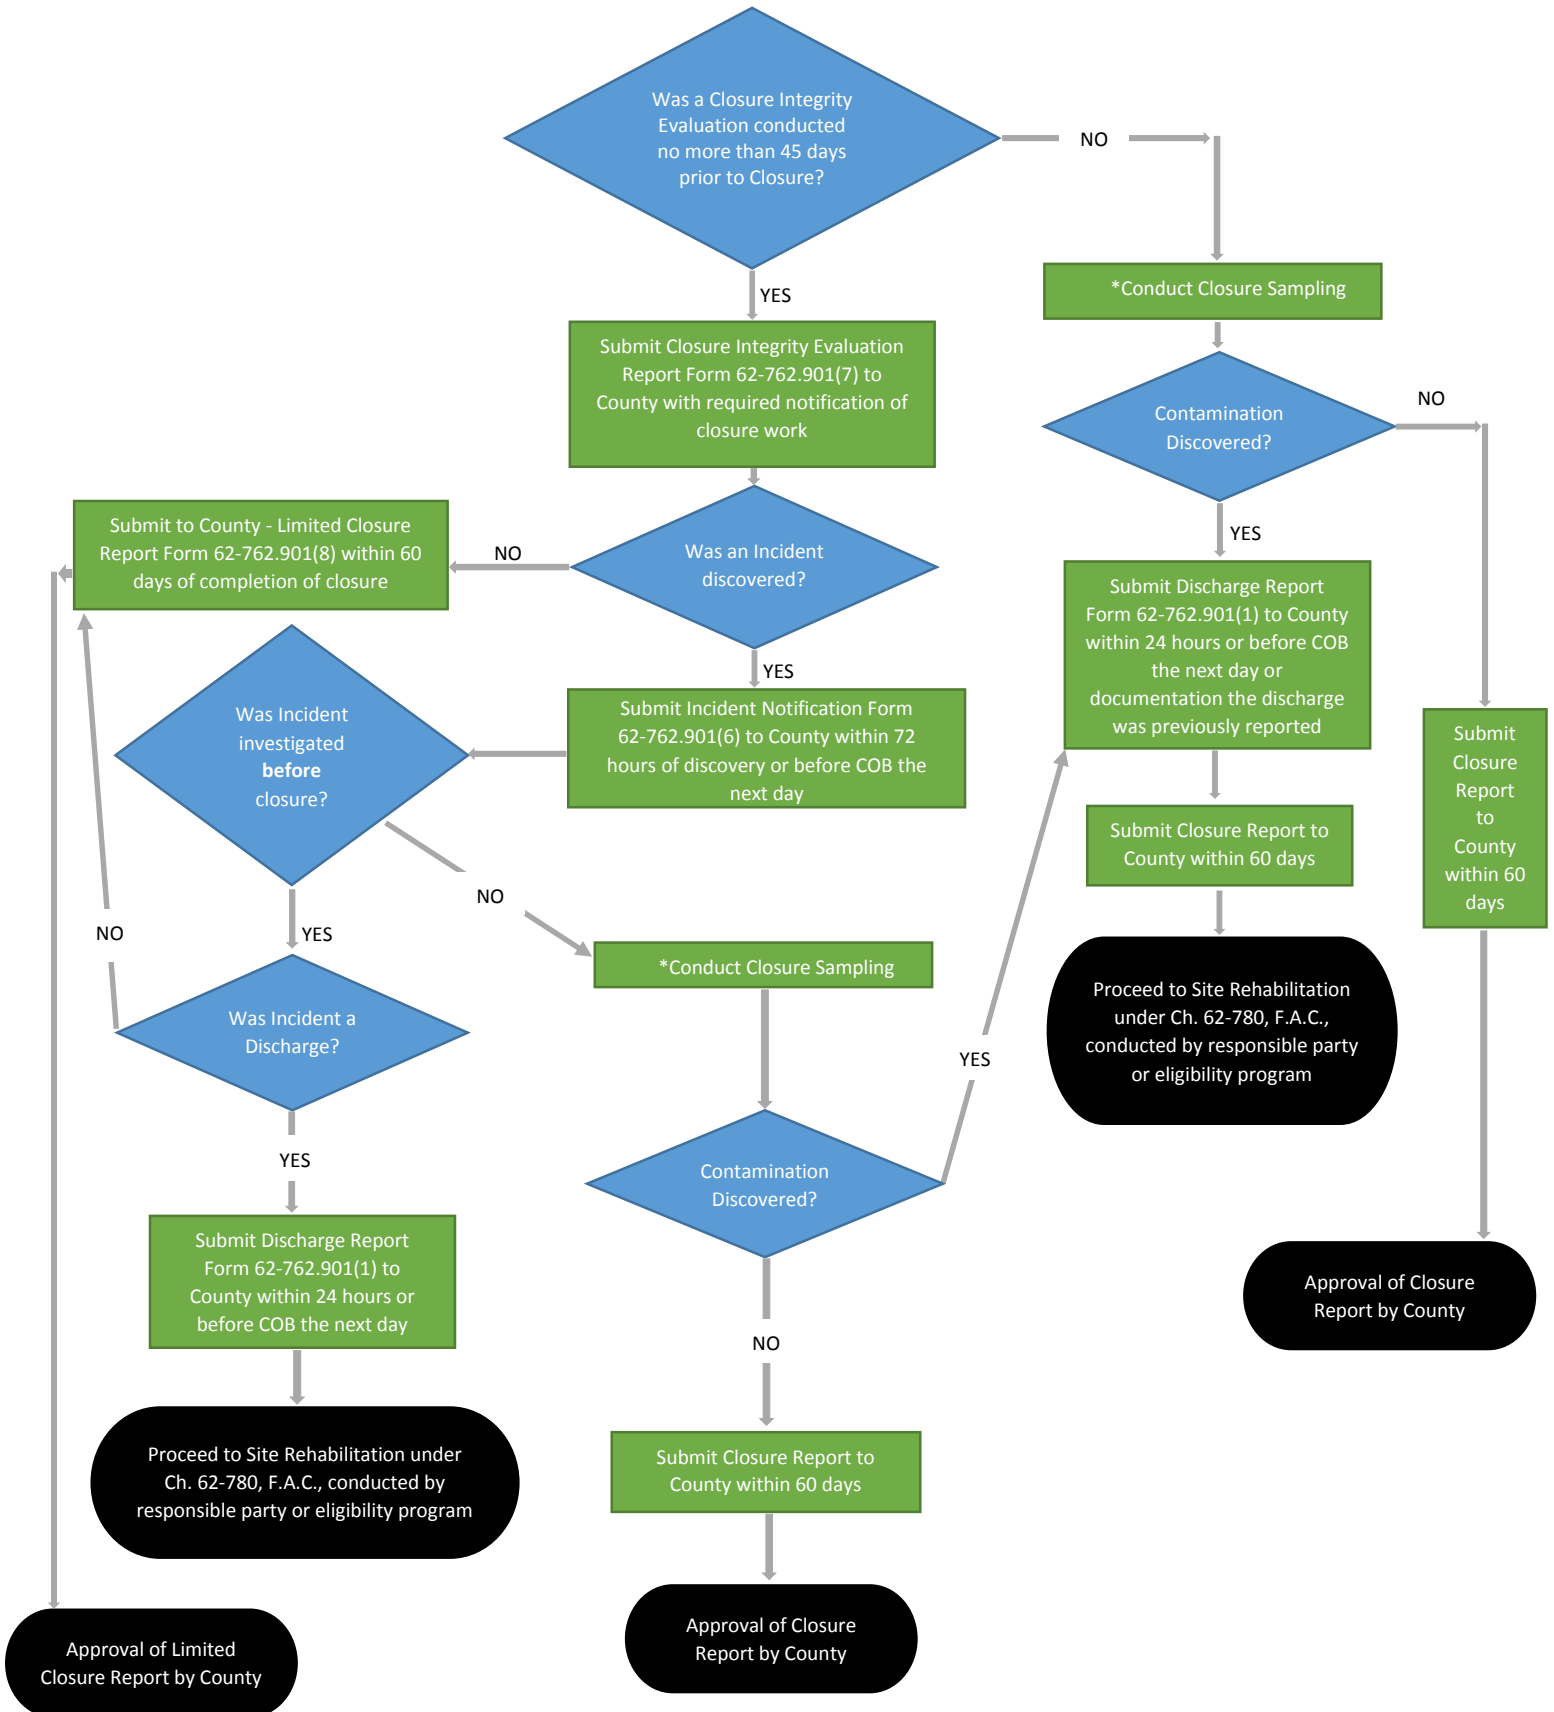 Was a Closure Integrity
Evaluation conducted
no more than 45 days
prior to Closure?
NO
YES
*Conduct Closure Sampling
Submit Closure Integrity Evaluation
Report Form 62-762.901(7) to
County with required notification of
closure work
Contamination
Discovered?
NO
YES
Was an Incident
discovered?
NO
YES
Submit to County - Limited Closure
Report Form 62-762.901(8) within 60
days of completion of closure
Submit Discharge Report
Form 62-762.901(1) to County
within 24 hours or before COB
the next day or
documentation the discharge
was previously reported
Submit Incident Notification Form
62-762.901(6) to County within 72
hours of discovery or before COB the
next day
Was Incident
investigated
before
closure?
Submit
Closure
Report
to
County
within 60
days
Submit Closure Report to
County within 60 days
NO
NO
YES
*Conduct Closure Sampling
Proceed to Site Rehabilitation
under Ch. 62-780, F.A.C.,
conducted by responsible party
or eligibility program
Was Incident a
Discharge?
YES
YES
Contamination
Discovered?
Submit Discharge Report
Form 62-762.901(1) to
County within 24 hours or
before COB the next day
Approval of Closure
Report by County
NO
Proceed to Site Rehabilitation under
Ch. 62-780, F.A.C., conducted by
responsible party or eligibility program
Submit Closure Report to
County within 60 days
Approval of Closure
Report by County
Approval of Limited
Closure Report by County